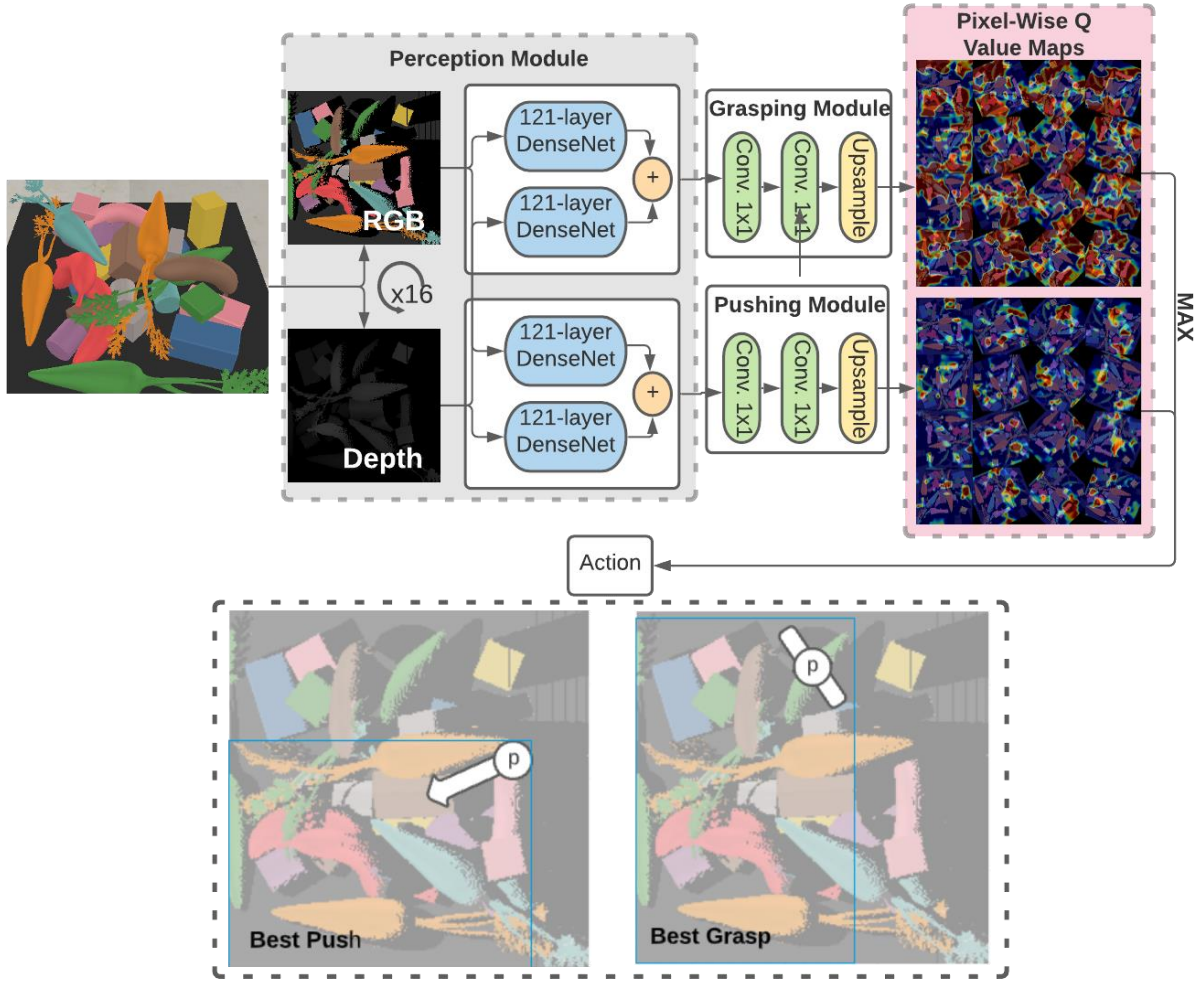 Perception Module
Pixel-Wise Q
Value Maps
RGB
x16
Depth
121-layer
DenseNet
121-layer
DenseNet
+
121-layer
DenseNet
121-layer
DenseNet
+
Grasping Module
Conv. 1x1
Conv. 1x1
Upsample
Pushing Module
Conv. 1x1
Conv. 1x1
Upsample
MAX
Action
p
Best Push
p
Best Grasp